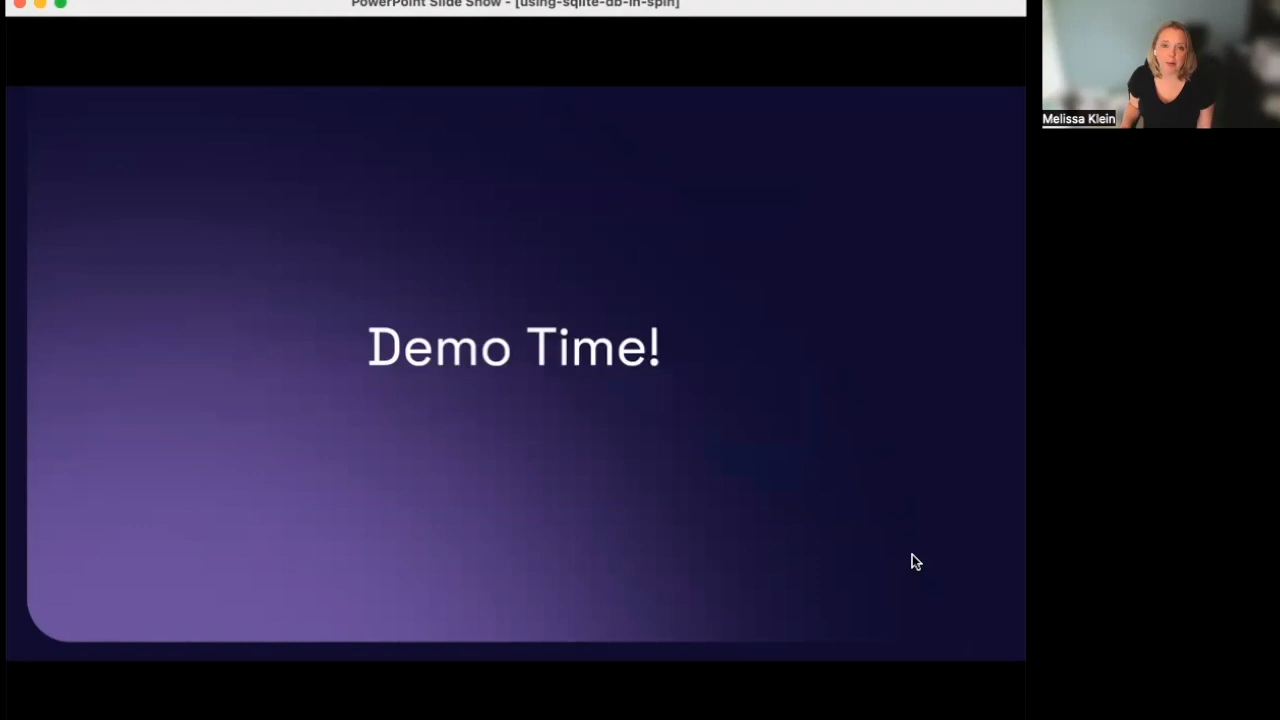 PowerPoint Slide Show - [using-sqlite-db-in-spin]
Melissa Klein
Demo Time!